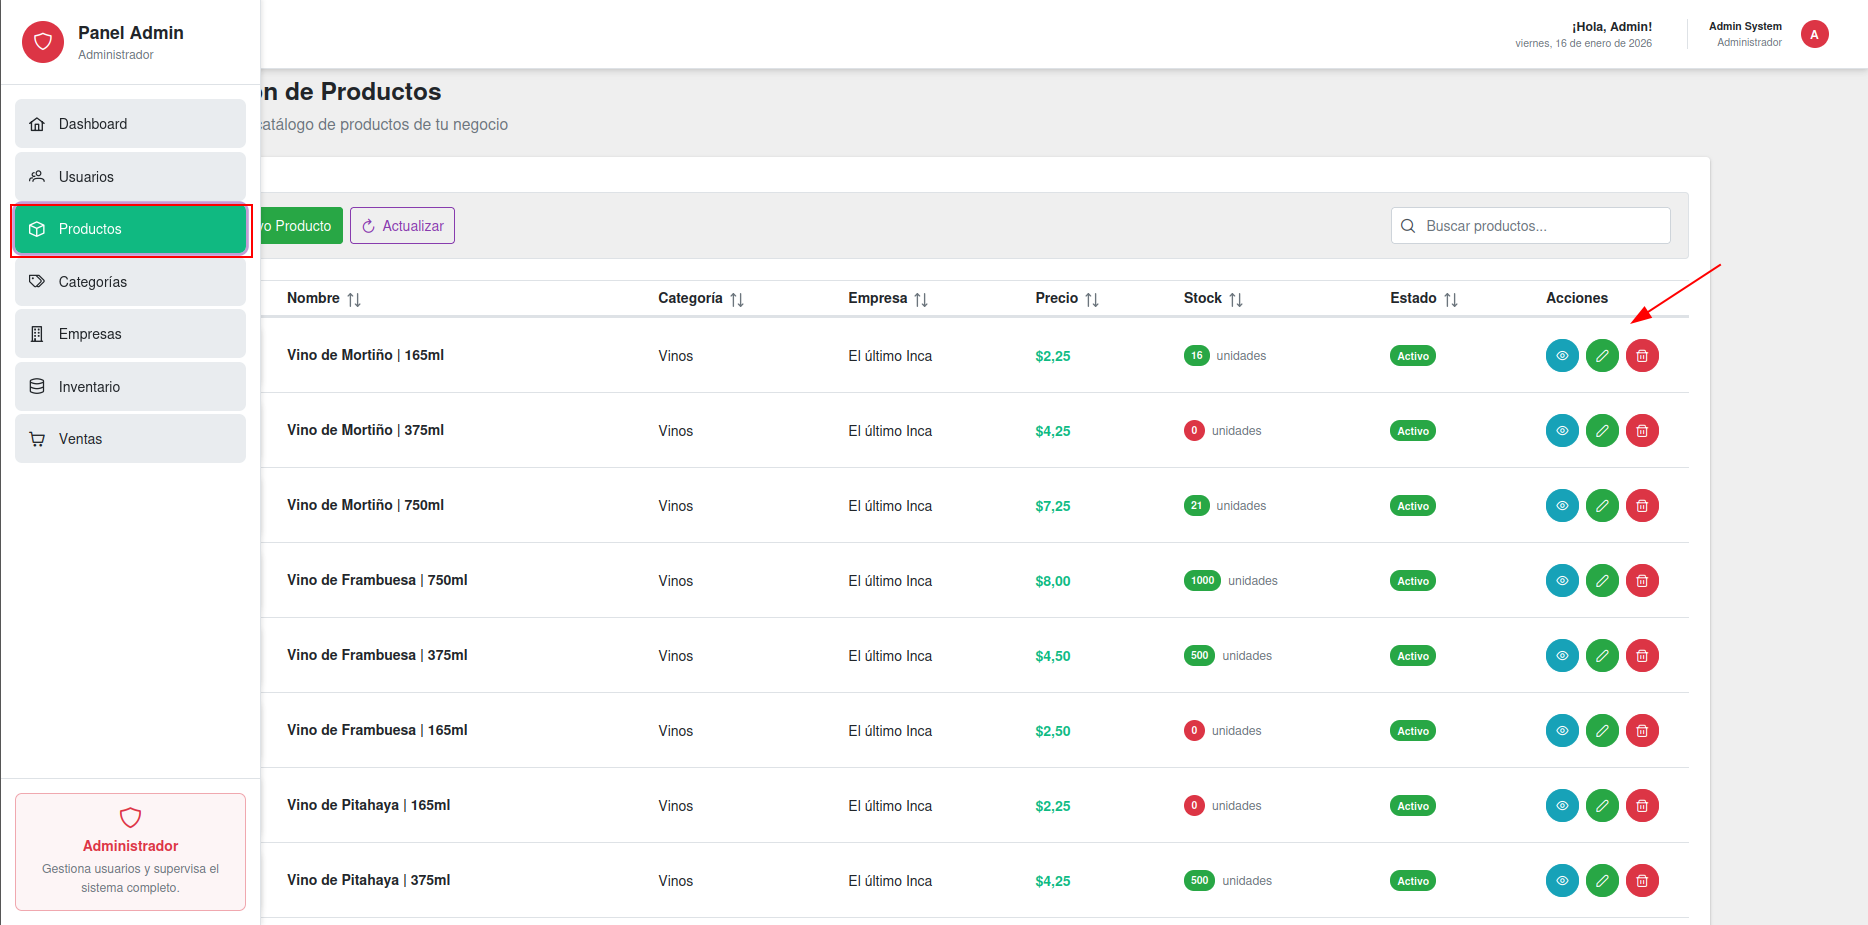 Panel Admin
Administrador
¡Hola, Admin!
viernes, 16 de enero de 2026
Admin System
Administrador
A
Dashboard
Usuarios
Productos
Categorías
Empresas
Inventario
Ventas
ón de Productos
catálogo de productos de tu negocio
vo Producto
Actualizar
Buscar productos...
Nombre Categoría Empresa Precio Stock Estado Acciones
Vino de Mortiño | 165ml Vinos El último Inca $2,25 16 unidades Activo
Vino de Mortiño | 375ml Vinos El último Inca $4,25 0 unidades Activo
Vino de Mortiño | 750ml Vinos El último Inca $7,25 21 unidades Activo
Vino de Frambuesa | 750ml Vinos El último Inca $8,00 1000 unidades Activo
Vino de Frambuesa | 375ml Vinos El último Inca $4,50 500 unidades Activo
Vino de Frambuesa | 165ml Vinos El último Inca $2,50 0 unidades Activo
Vino de Pitahaya | 165ml Vinos El último Inca $2,25 0 unidades Activo
Vino de Pitahaya | 375ml Vinos El último Inca $4,25 500 unidades Activo
Administrador
Gestiona usuarios y supervisa el
sistema completo.